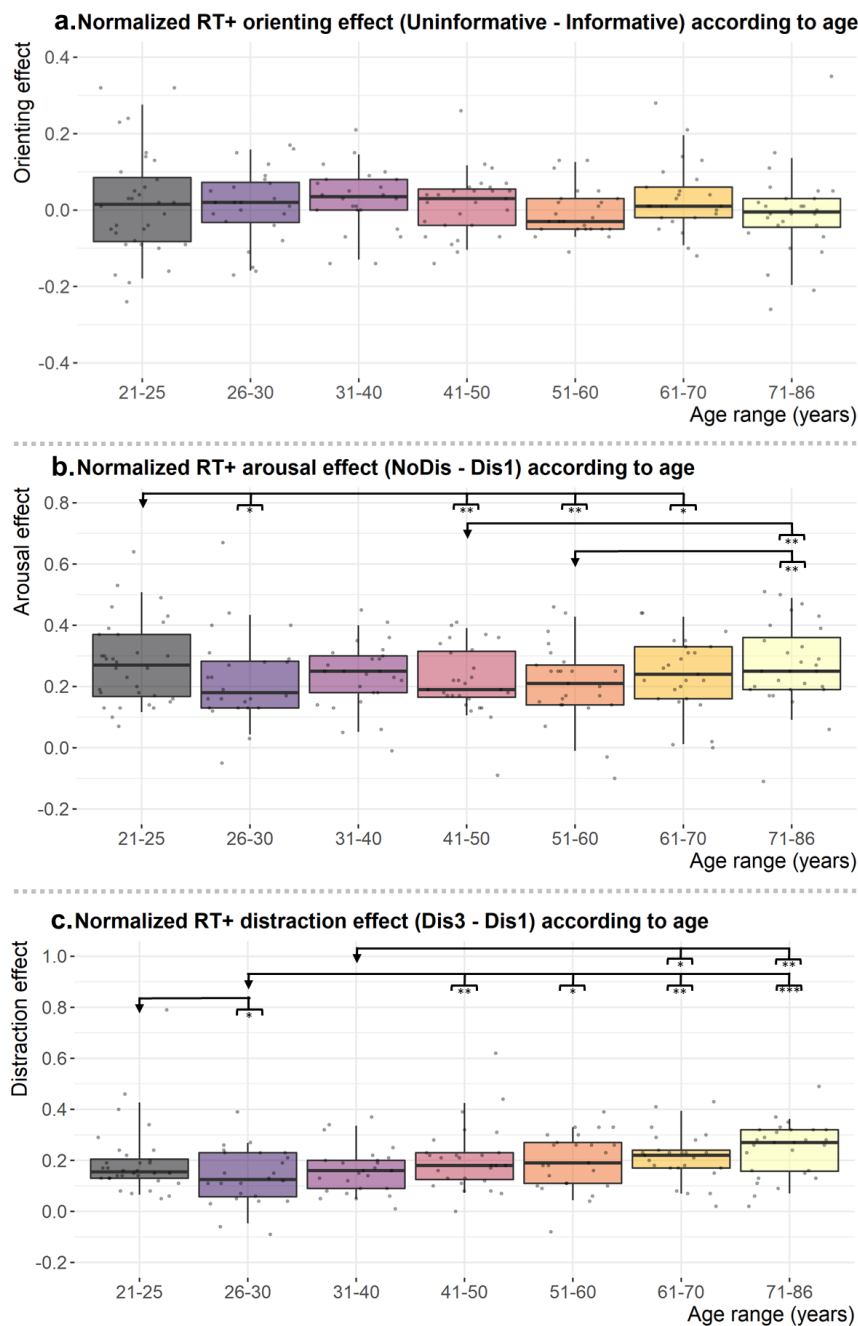 a. Normalized RT+ orienting effect (Uninformative - Informative) according to age
Orienting effect
0.4
0.2
0.0
-0.2
-0.4
21-25 26-30 31-40 41-50 51-60 61-70 71-86
Age range (years)
b. Normalized RT+ arousal effect (NoDis - Dis1) according to age
Arousal effect
0.8
* ** ** *
0.6
**
**
0.4
0.2
0.0
-0.2
21-25 26-30 31-40 41-50 51-60 61-70 71-86
Age range (years)
c. Normalized RT+ distraction effect (Dis3 - Dis1) according to age
Distraction effect
1.0
* **
** * ** ***
0.8
*
0.6
0.4
0.2
0.0
-0.2
21-25 26-30 31-40 41-50 51-60 61-70 71-86
Age range (years)